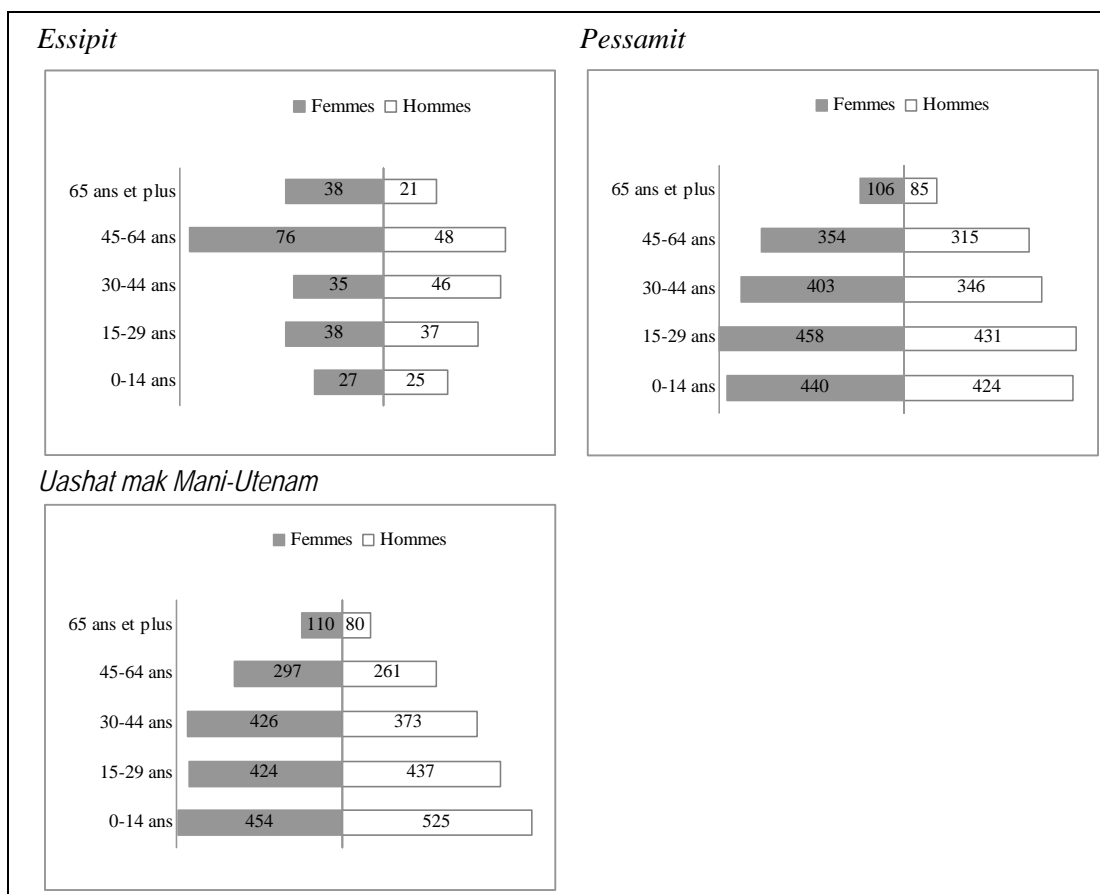 Essipit
Femmes Hommes
65 ans et plus 38 21
45-64 ans 76 48
30-44 ans 35 46
15-29 ans 38 37
0-14 ans 27 25
Pessamit
Femmes Hommes
65 ans et plus 106 85
45-64 ans 354 315
30-44 ans 403 346
15-29 ans 458 431
0-14 ans 440 424
Uashat mak Mani-Utenam
Femmes Hommes
65 ans et plus 110 80
45-64 ans 297 261
30-44 ans 426 373
15-29 ans 424 437
0-14 ans 454 525